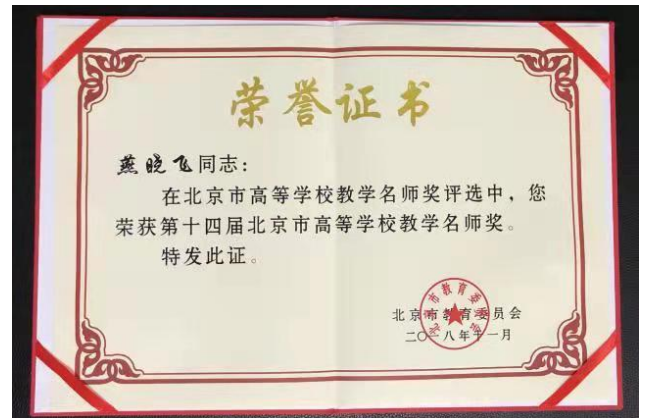 荣誉证书
燕晓飞同志：
在北京市高等学校教学名师奖评选中，您
荣获第十四届北京市高等学校教学名师奖。
特发此证。
北京市教育委员会
二〇一八年十一月